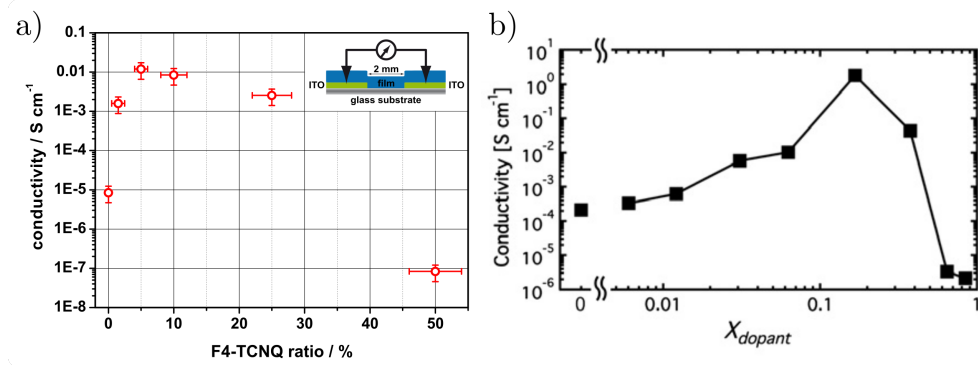 a)
conductivity / S cm⁻¹
0.1
0.01
1E-3
1E-4
1E-5
1E-6
1E-7
1E-8
0 10 20 30 40 50
F4-TCNQ ratio / %
2 mm
ITO film ITO
glass substrate
b)
Conductivity [S cm⁻¹]
10¹
10⁰
10⁻¹
10⁻²
10⁻³
10⁻⁴
10⁻⁵
10⁻⁶
0 0.01 0.1 1
X_dopant